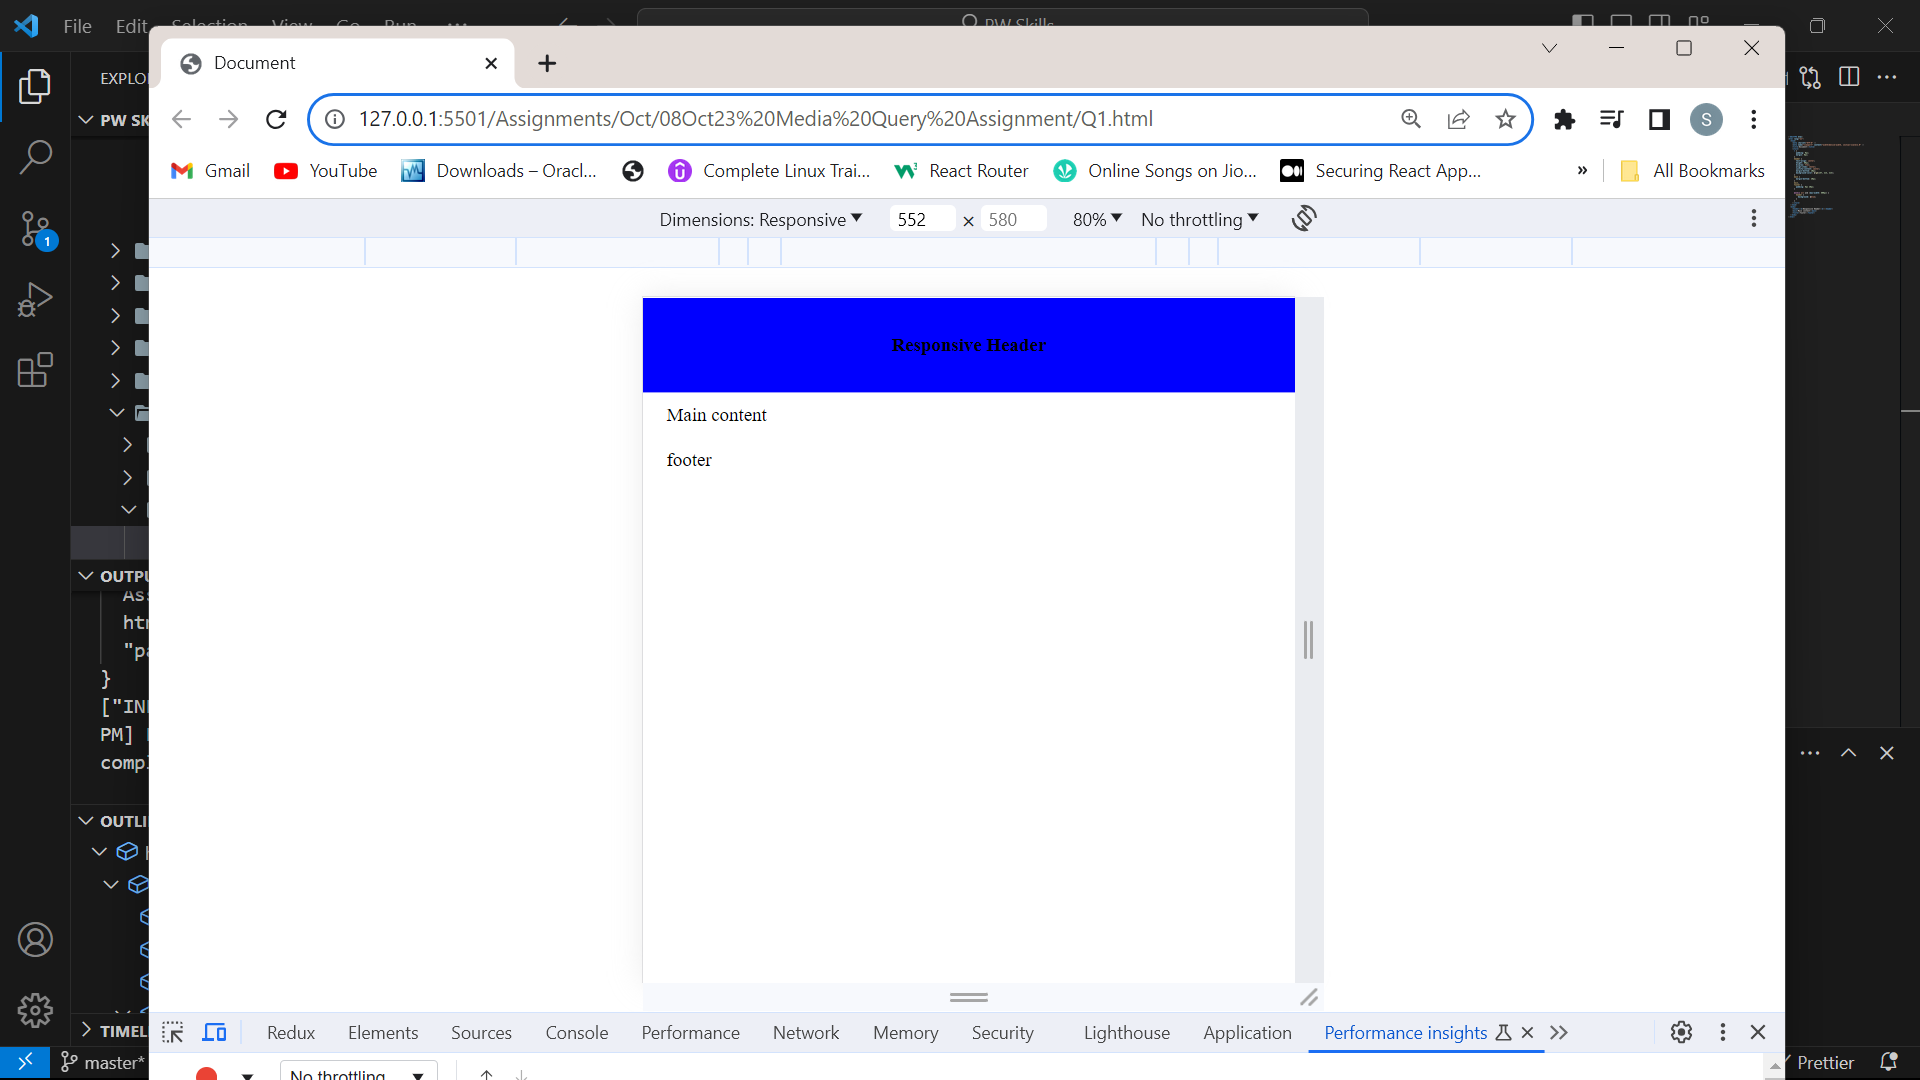 File Edit Selection View Go Run ...
PW Skills
Document
127.0.0.1:5501/Assignments/Oct/08Oct23%20Media%20Query%20Assignment/Q1.html
S
Gmail YouTube Downloads – Oracl... Complete Linux Trai... React Router Online Songs on Jio... Securing React App... » All Bookmarks
Dimensions: Responsive 552 × 580 80% No throttling
Responsive Header
Main content
footer
EXPLO
PW SK
1
OUTPU
Ass
htm
"pa
}
["IN
PM]
comp
OUTLI
TIMEL
Redux Elements Sources Console Performance Network Memory Security Lighthouse Application Performance insights
No throttling
master*
Prettier